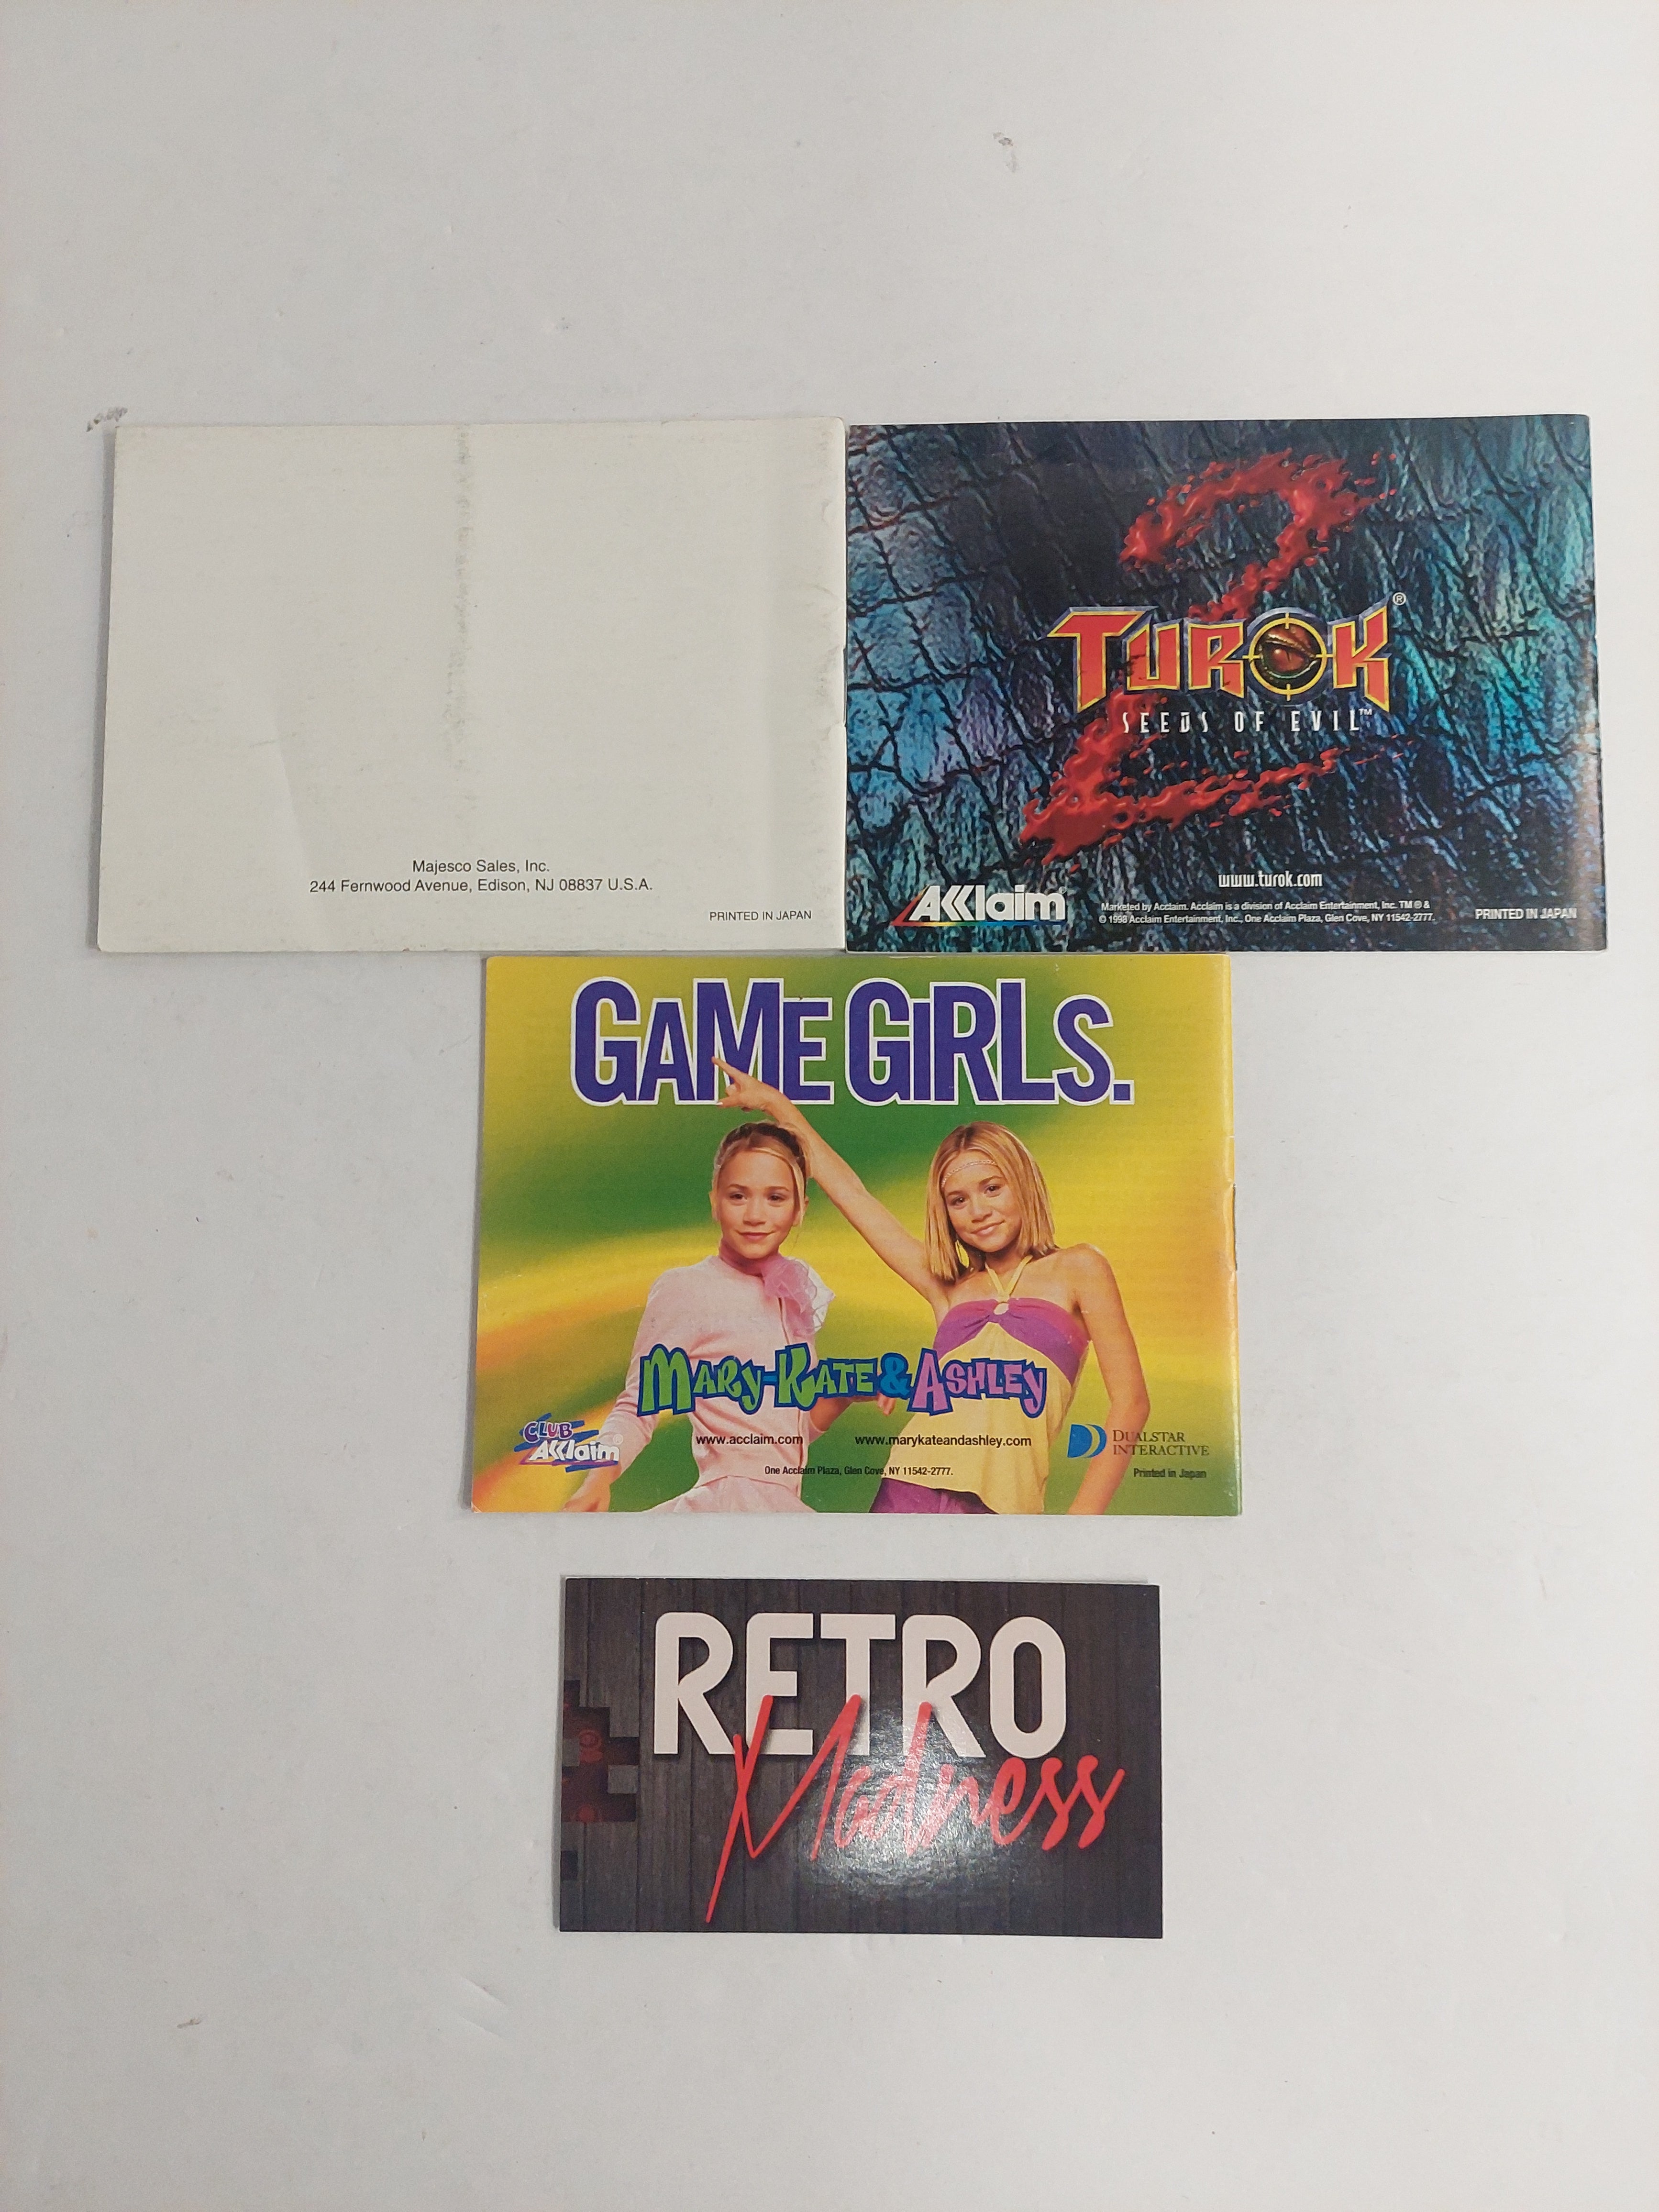 Majesco Sales, Inc.
244 Fernwood Avenue, Edison, NJ 08837 U.S.A.
PRINTED IN JAPAN
2
TUROK®
SEEDS OF EVIL™
www.turok.com
AKKlaim®
Marketed by Acclaim. Acclaim is a division of Acclaim Entertainment, Inc. TM ® &
© 1998 Acclaim Entertainment, Inc., One Acclaim Plaza, Glen Cove, NY 11542-2777.
PRINTED IN JAPAN
GAME GIRLS.
MARY-KATE & ASHLEY
CLUB
AKKlaim®
www.acclaim.com
www.marykateandashley.com
DUALSTAR
INTERACTIVE
One Acclaim Plaza, Glen Cove, NY 11542-2777.
Printed in Japan
RETRO
Madness